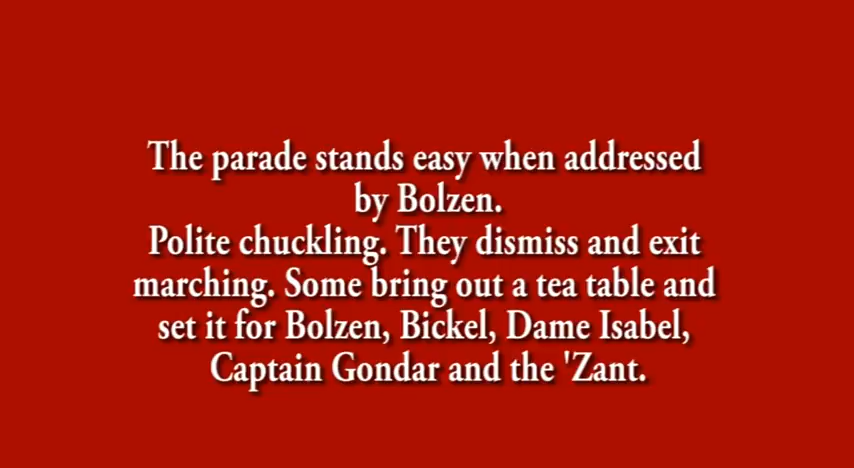 The parade stands easy when addressed
by Bolzen.
Polite chuckling. They dismiss and exit
marching. Some bring out a tea table and
set it for Bolzen, Bickel, Dame Isabel,
Captain Gondar and the 'Zant.